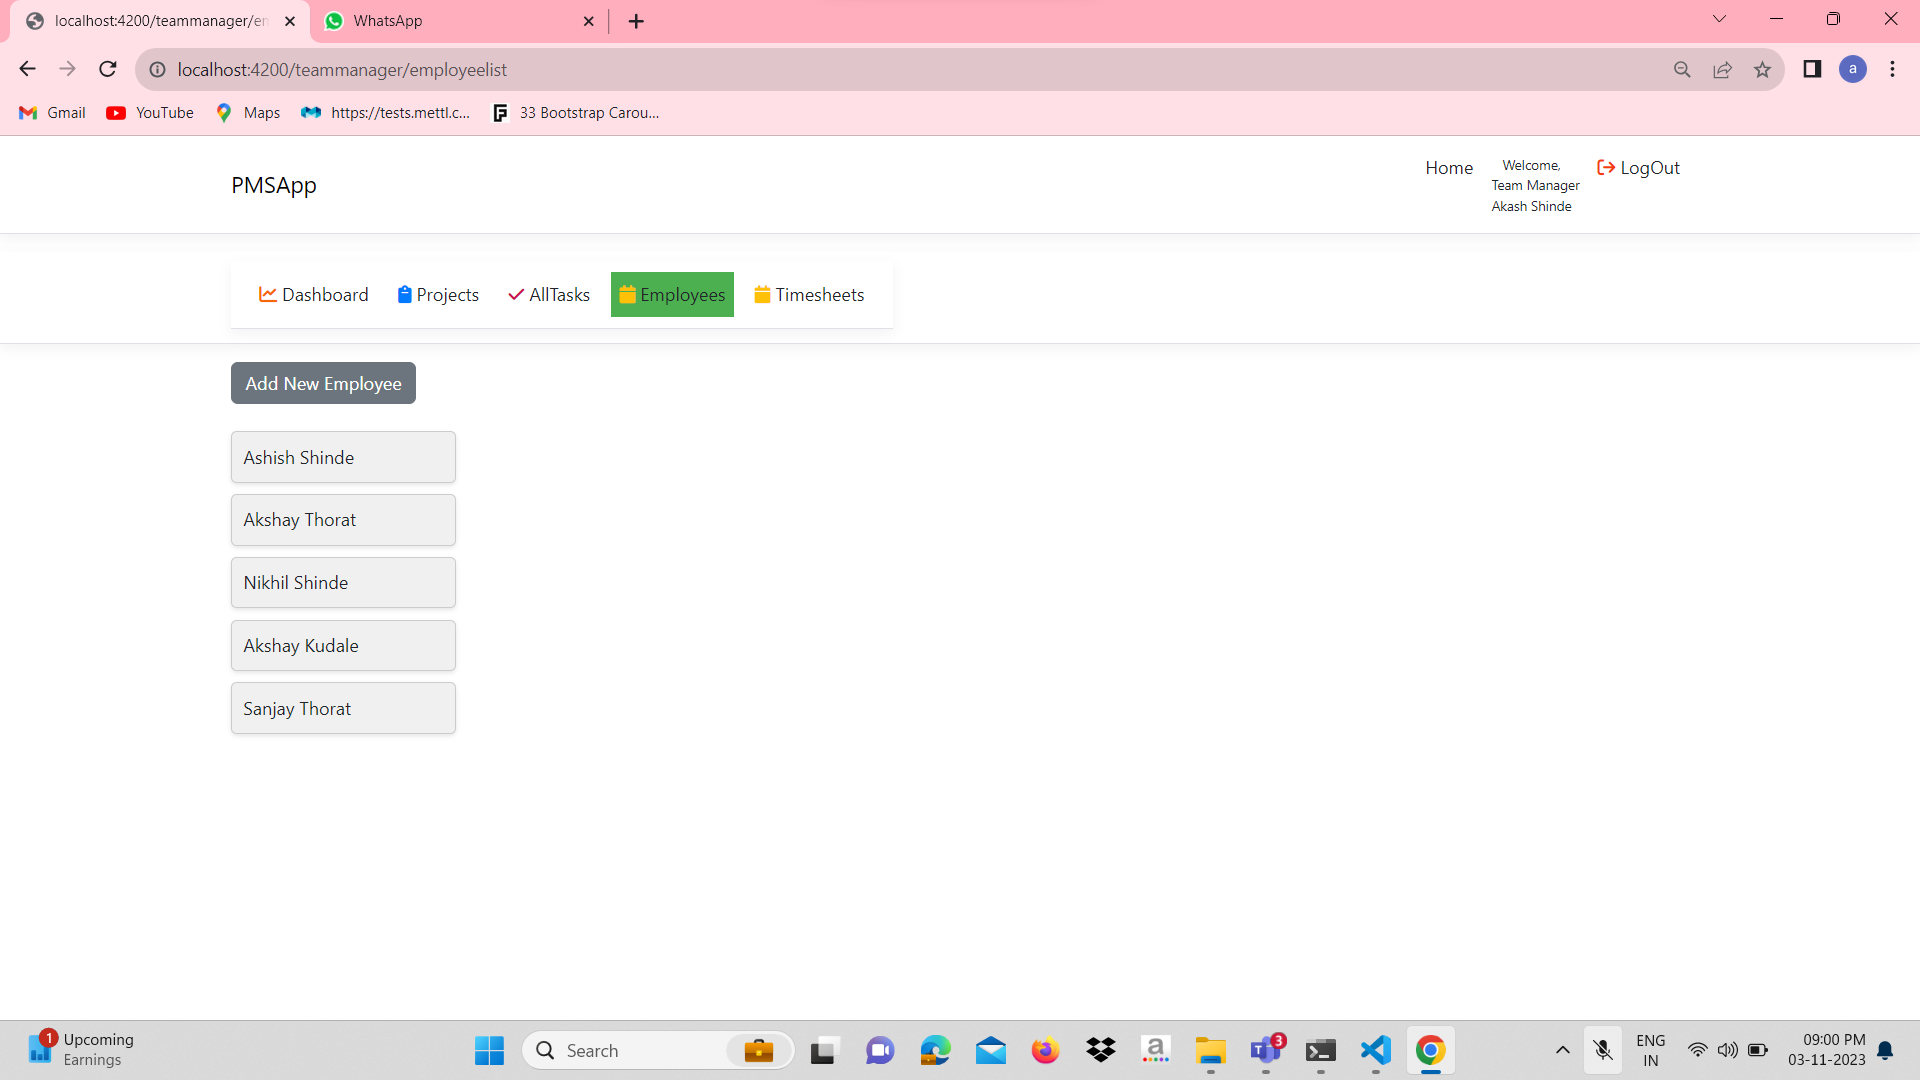 localhost:4200/teammanager/en
WhatsApp
localhost:4200/teammanager/employeelist
a
Gmail
YouTube
Maps
https://tests.mettl.c...
33 Bootstrap Carou...
PMSApp
Home
Welcome,
Team Manager
Akash Shinde
LogOut
Dashboard
Projects
AllTasks
Employees
Timesheets
Add New Employee
Ashish Shinde
Akshay Thorat
Nikhil Shinde
Akshay Kudale
Sanjay Thorat
1
Upcoming
Earnings
Search
a
3
ENG
IN
09:00 PM
03-11-2023